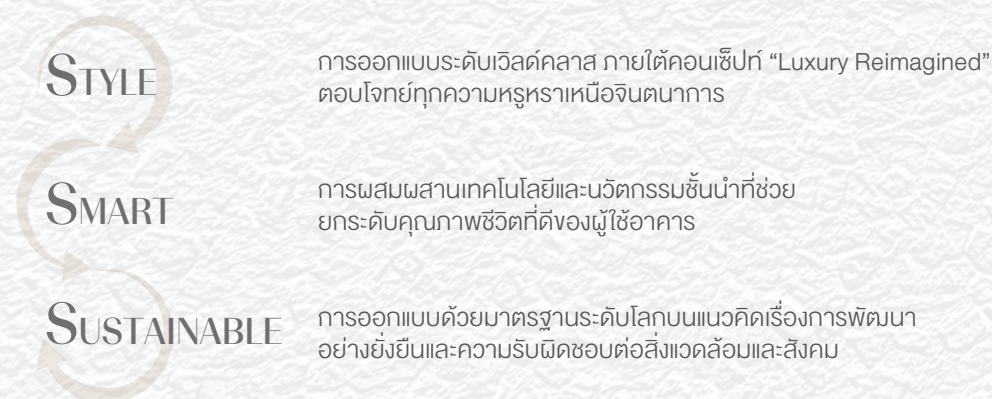 STYLE
การออกแบบระดับเวิลด์คลาส ภายใต้คอนเซ็ปท์ “Luxury Reimagined”
ตอบโจทย์ทุกความหรูหราเหนือจินตนาการ
SMART
การผสมผสานเทคโนโลยีและนวัตกรรมชั้นนำที่ช่วย
ยกระดับคุณภาพชีวิตที่ดีของผู้ใช้อาคาร
SUSTAINABLE
การออกแบบด้วยมาตรฐานระดับโลกบนแนวคิดเรื่องการพัฒนา
อย่างยั่งยืนและความรับผิดชอบต่อสิ่งแวดล้อมและสังคม